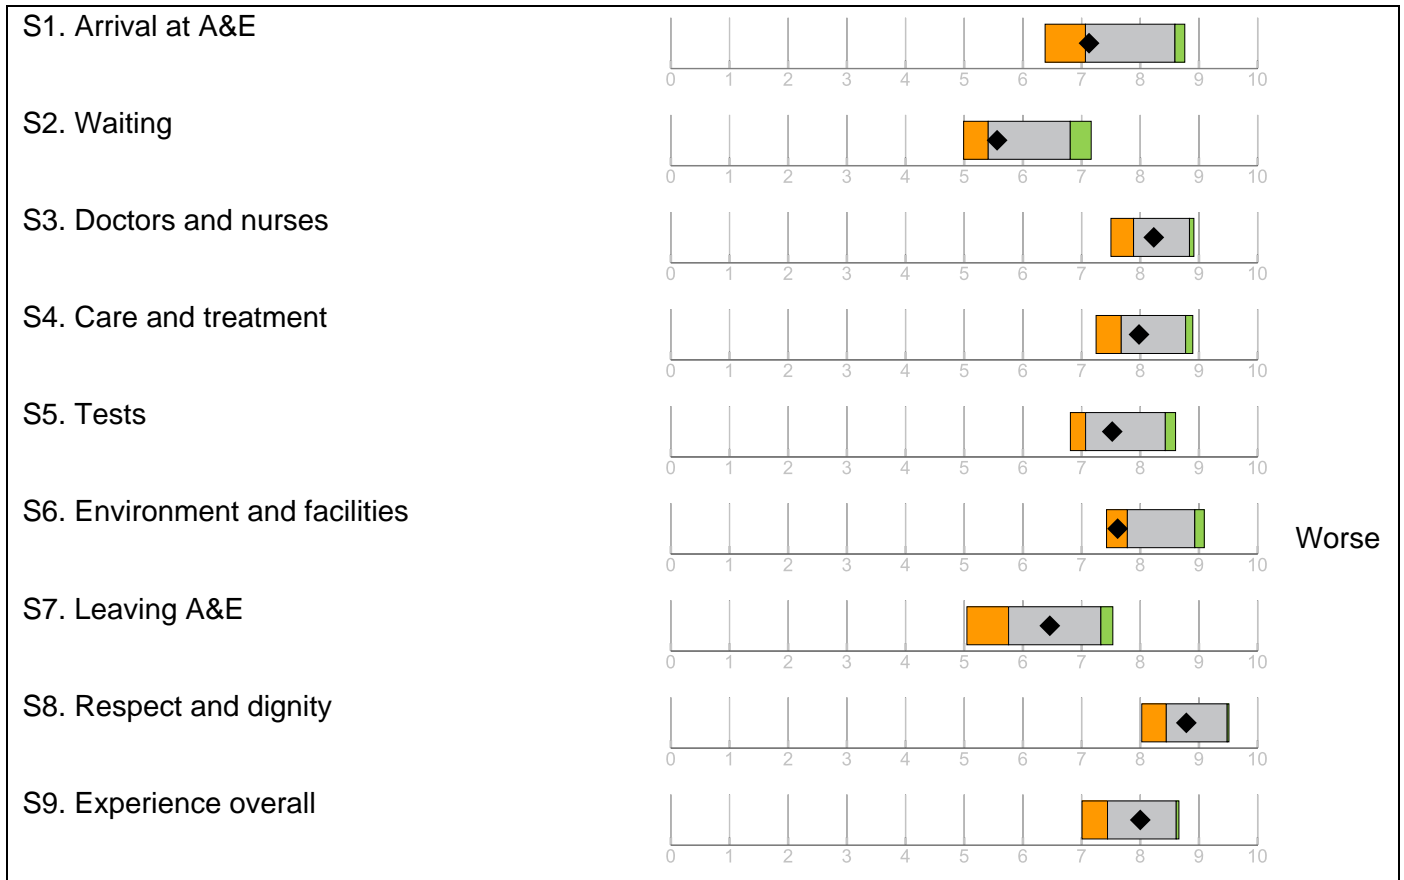 S1. Arrival at A&E
0 1 2 3 4 5 6 7 8 9 10
S2. Waiting
0 1 2 3 4 5 6 7 8 9 10
S3. Doctors and nurses
0 1 2 3 4 5 6 7 8 9 10
S4. Care and treatment
0 1 2 3 4 5 6 7 8 9 10
S5. Tests
0 1 2 3 4 5 6 7 8 9 10
S6. Environment and facilities
Worse
0 1 2 3 4 5 6 7 8 9 10
S7. Leaving A&E
0 1 2 3 4 5 6 7 8 9 10
S8. Respect and dignity
0 1 2 3 4 5 6 7 8 9 10
S9. Experience overall
0 1 2 3 4 5 6 7 8 9 10